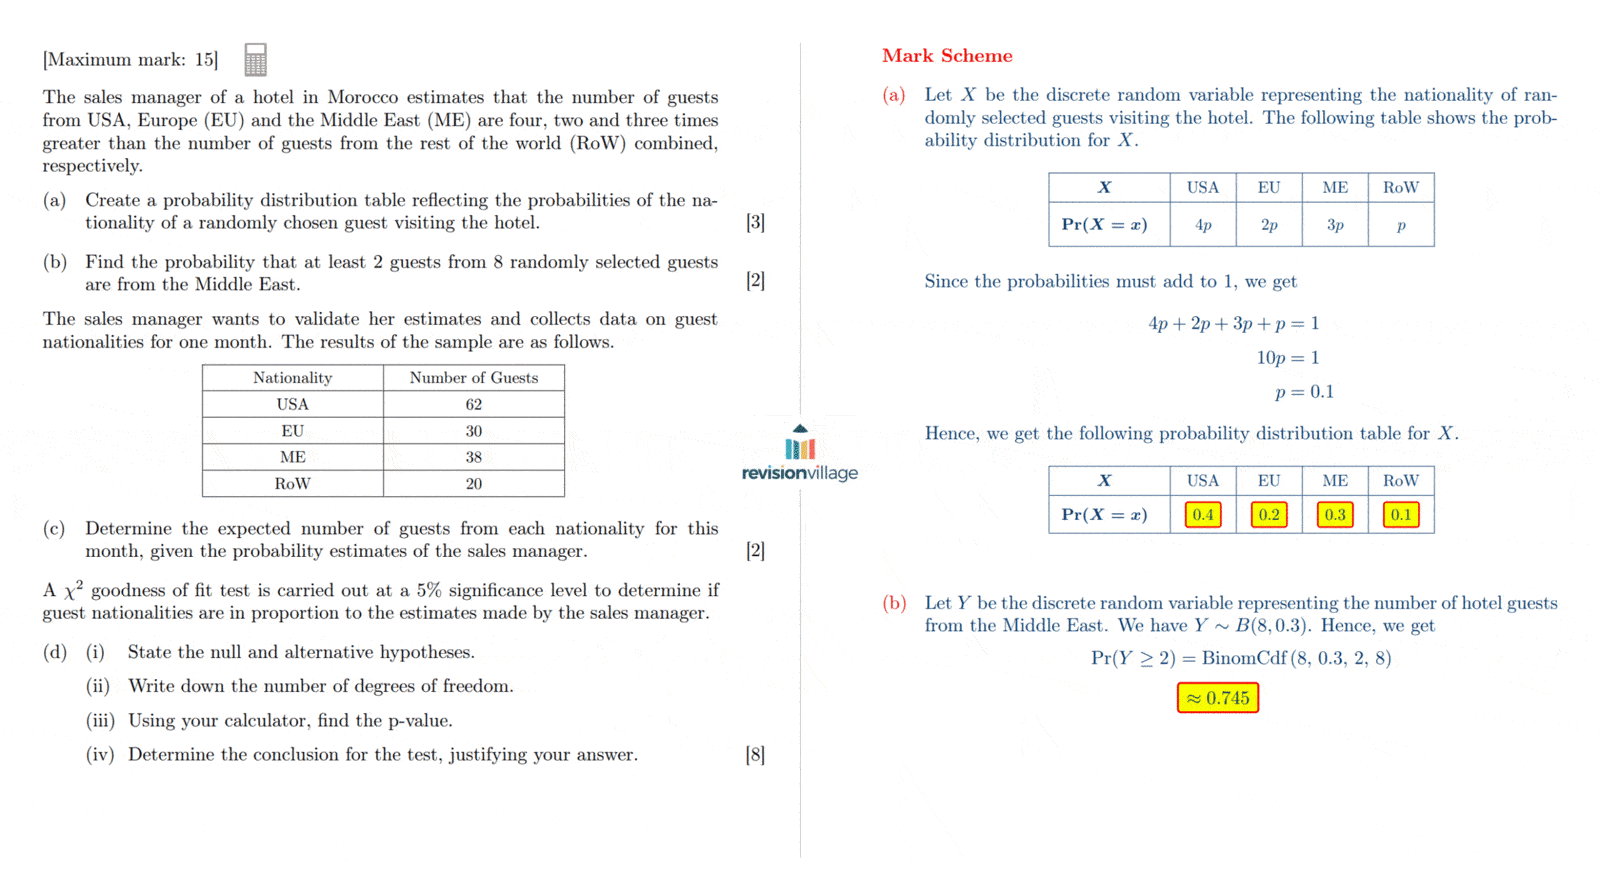 [Maximum mark: 15]
The sales manager of a hotel in Morocco estimates that the number of guests
from USA, Europe (EU) and the Middle East (ME) are four, two and three times
greater than the number of guests from the rest of the world (RoW) combined,
respectively.
(a) Create a probability distribution table reflecting the probabilities of the na-
tionality of a randomly chosen guest visiting the hotel. [3]
(b) Find the probability that at least 2 guests from 8 randomly selected guests
are from the Middle East. [2]
The sales manager wants to validate her estimates and collects data on guest
nationalities for one month. The results of the sample are as follows.
Nationality Number of Guests
USA 62
EU 30
ME 38
RoW 20
(c) Determine the expected number of guests from each nationality for this
month, given the probability estimates of the sales manager. [2]
A χ² goodness of fit test is carried out at a 5% significance level to determine if
guest nationalities are in proportion to the estimates made by the sales manager.
(d) (i) State the null and alternative hypotheses.
(ii) Write down the number of degrees of freedom.
(iii) Using your calculator, find the p-value.
(iv) Determine the conclusion for the test, justifying your answer. [8]
revisionvillage
Mark Scheme
(a) Let X be the discrete random variable representing the nationality of ran-
domly selected guests visiting the hotel. The following table shows the prob-
ability distribution for X.
X USA EU ME RoW
Pr(X = x) 4p 2p 3p p
Since the probabilities must add to 1, we get
4p + 2p + 3p + p = 1
10p = 1
p = 0.1
Hence, we get the following probability distribution table for X.
X USA EU ME RoW
Pr(X = x) 0.4 0.2 0.3 0.1
(b) Let Y be the discrete random variable representing the number of hotel guests
from the Middle East. We have Y ∼ B(8, 0.3). Hence, we get
Pr(Y ≥ 2) = BinomCdf (8, 0.3, 2, 8)
≈ 0.745